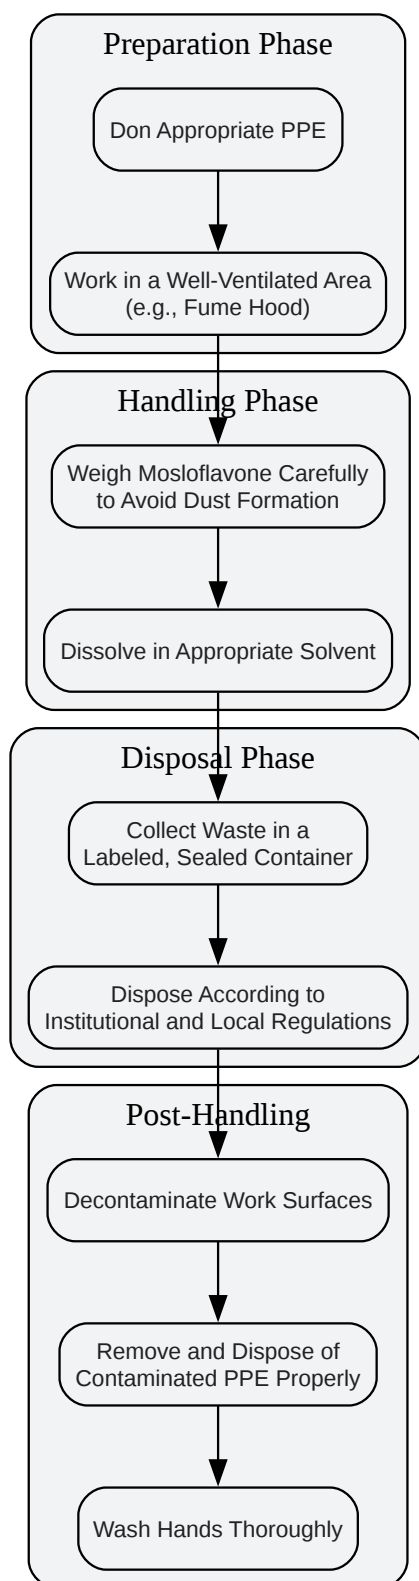 Preparation Phase
Don Appropriate PPE
Work in a Well-Ventilated Area
(e.g., Fume Hood)
Handling Phase
Weigh Mosloflavone Carefully
to Avoid Dust Formation
Dissolve in Appropriate Solvent
Disposal Phase
Collect Waste in a
Labeled, Sealed Container
Dispose According to
Institutional and Local Regulations
Post-Handling
Decontaminate Work Surfaces
Remove and Dispose of
Contaminated PPE Properly
Wash Hands Thoroughly